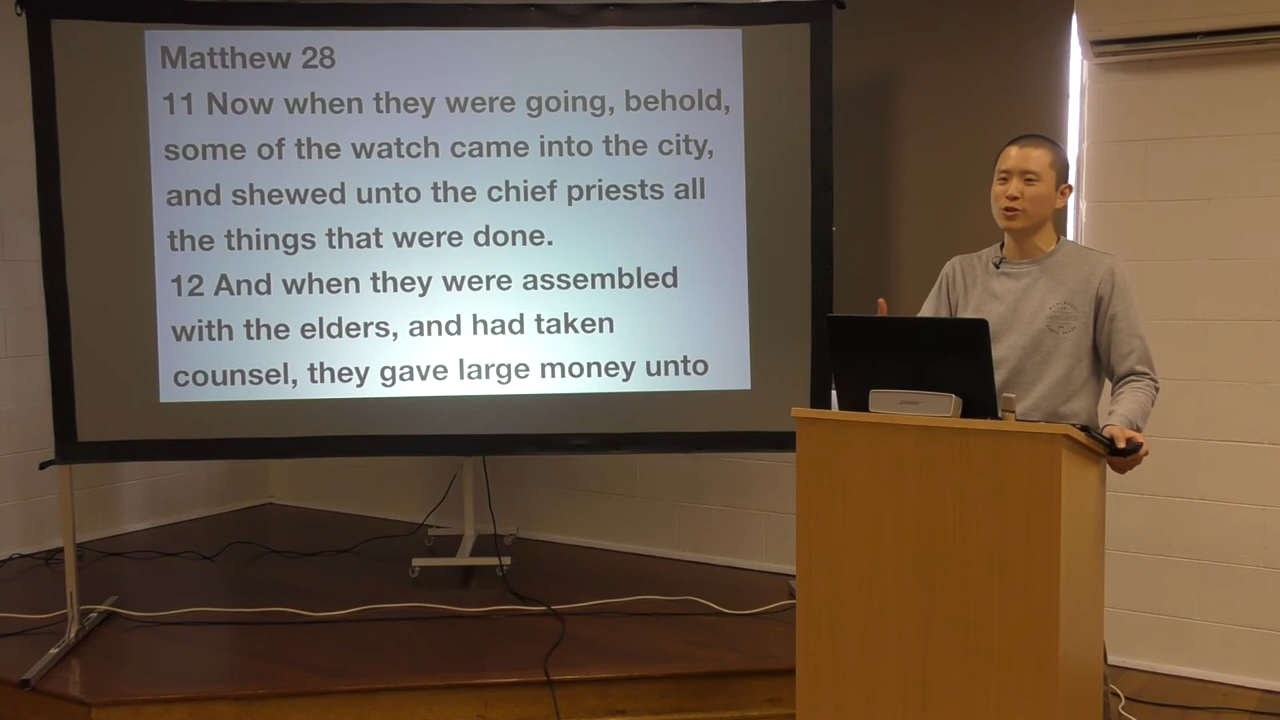 Matthew 28
11 Now when they were going, behold,
some of the watch came into the city,
and shewed unto the chief priests all
the things that were done.
12 And when they were assembled
with the elders, and had taken
counsel, they gave large money unto